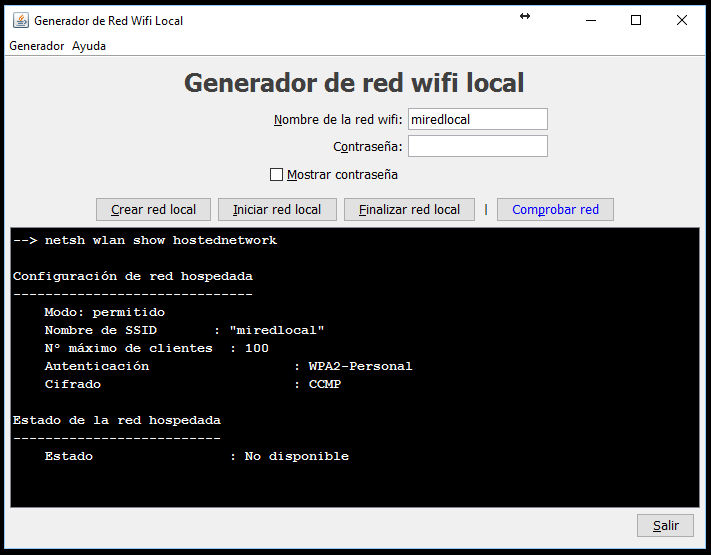 Generador de Red Wifi Local
Generador Ayuda
Generador de red wifi local
Nombre de la red wifi: miredlocal
Contraseña:
Mostrar contraseña
Crear red local Iniciar red local Finalizar red local | Comprobar red
--> netsh wlan show hostednetwork
Configuración de red hospedada
------------------------------
Modo: permitido
Nombre de SSID : "miredlocal"
N° máximo de clientes : 100
Autenticación : WPA2-Personal
Cifrado : CCMP
Estado de la red hospedada
--------------------------
Estado : No disponible
Salir